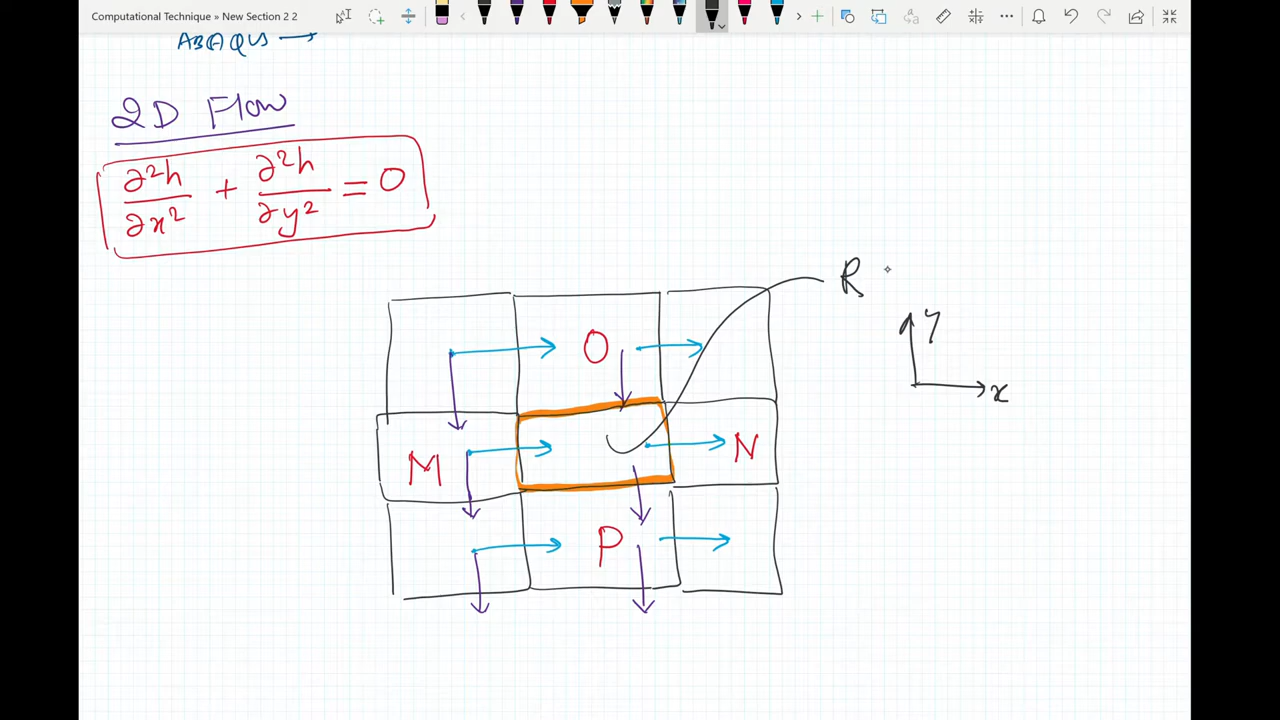 Computational Technique » New Section 2 2
ABAQUS →
2D Flow
∂²h/∂x² + ∂²h/∂y² = 0
R
y
O
x
M N
P